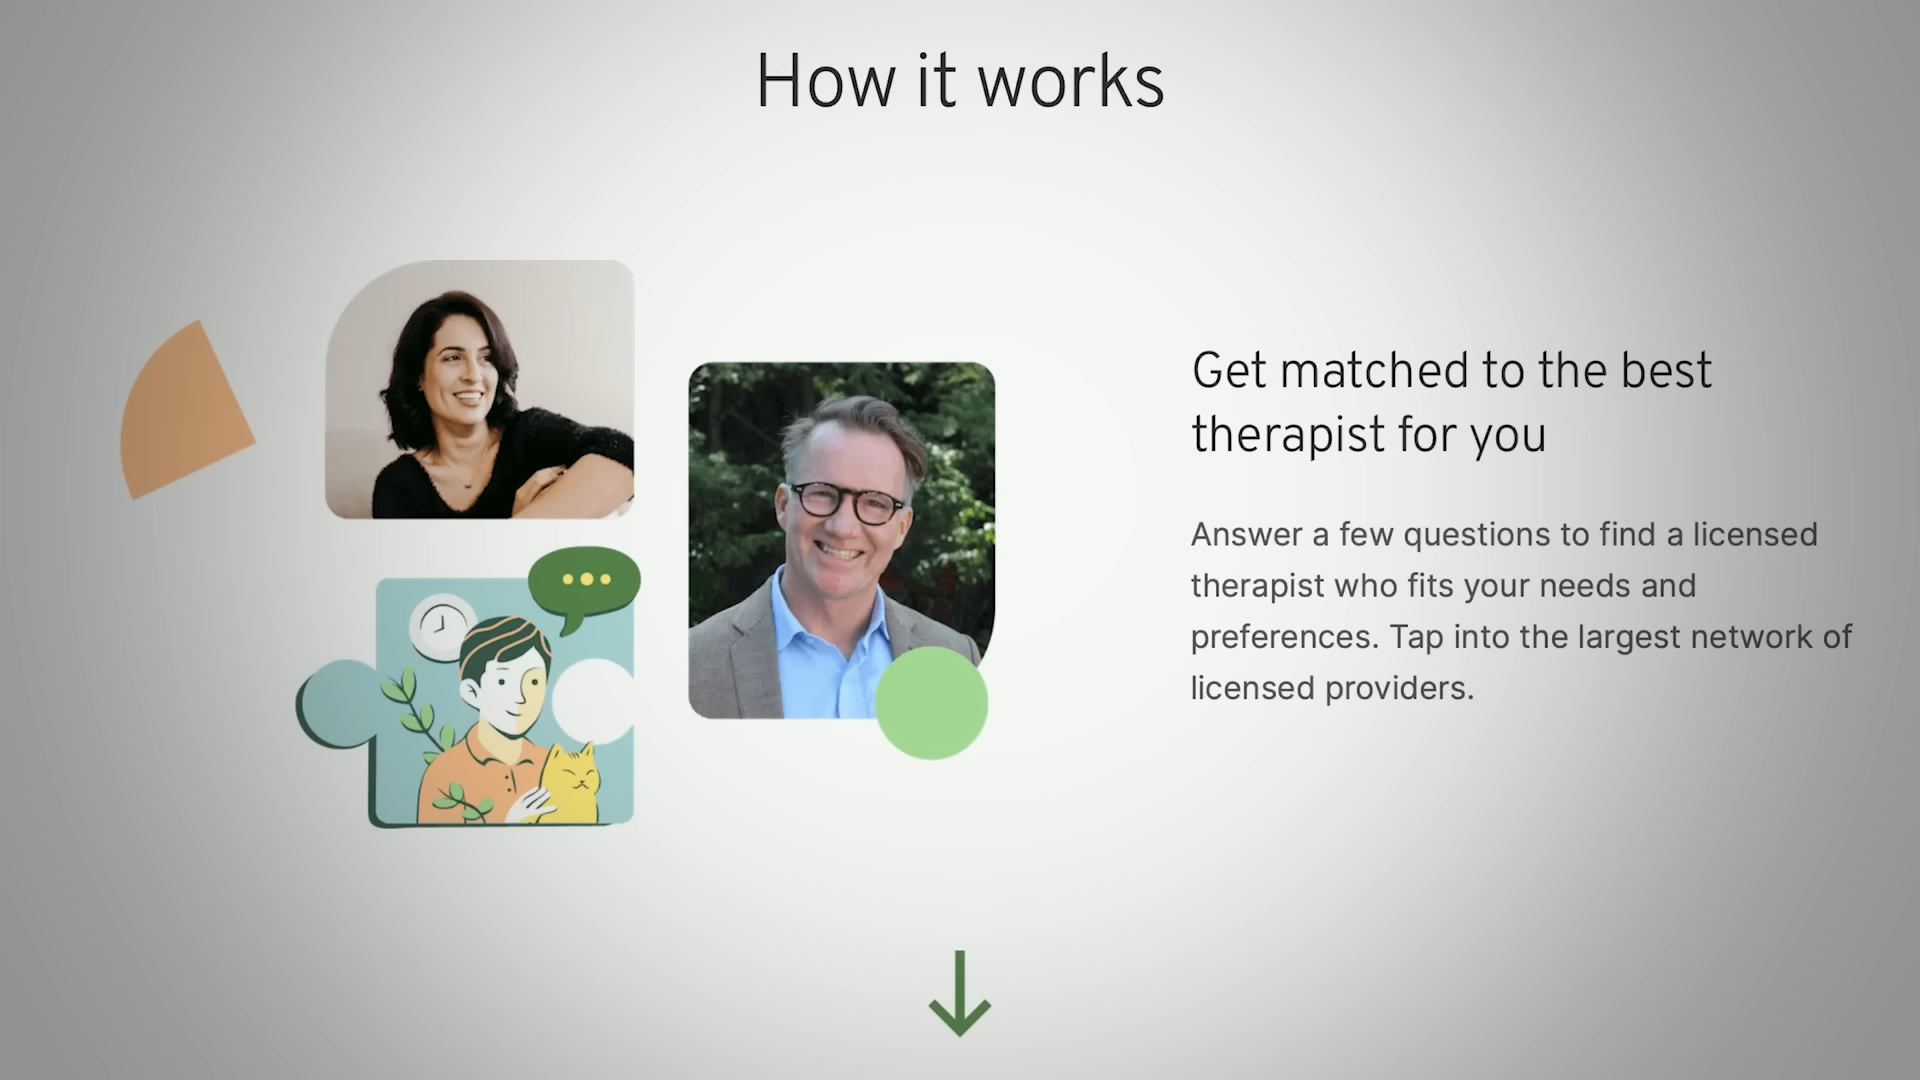 How it works
Get matched to the best
therapist for you
Answer a few questions to find a licensed
therapist who fits your needs and
preferences. Tap into the largest network of
licensed providers.